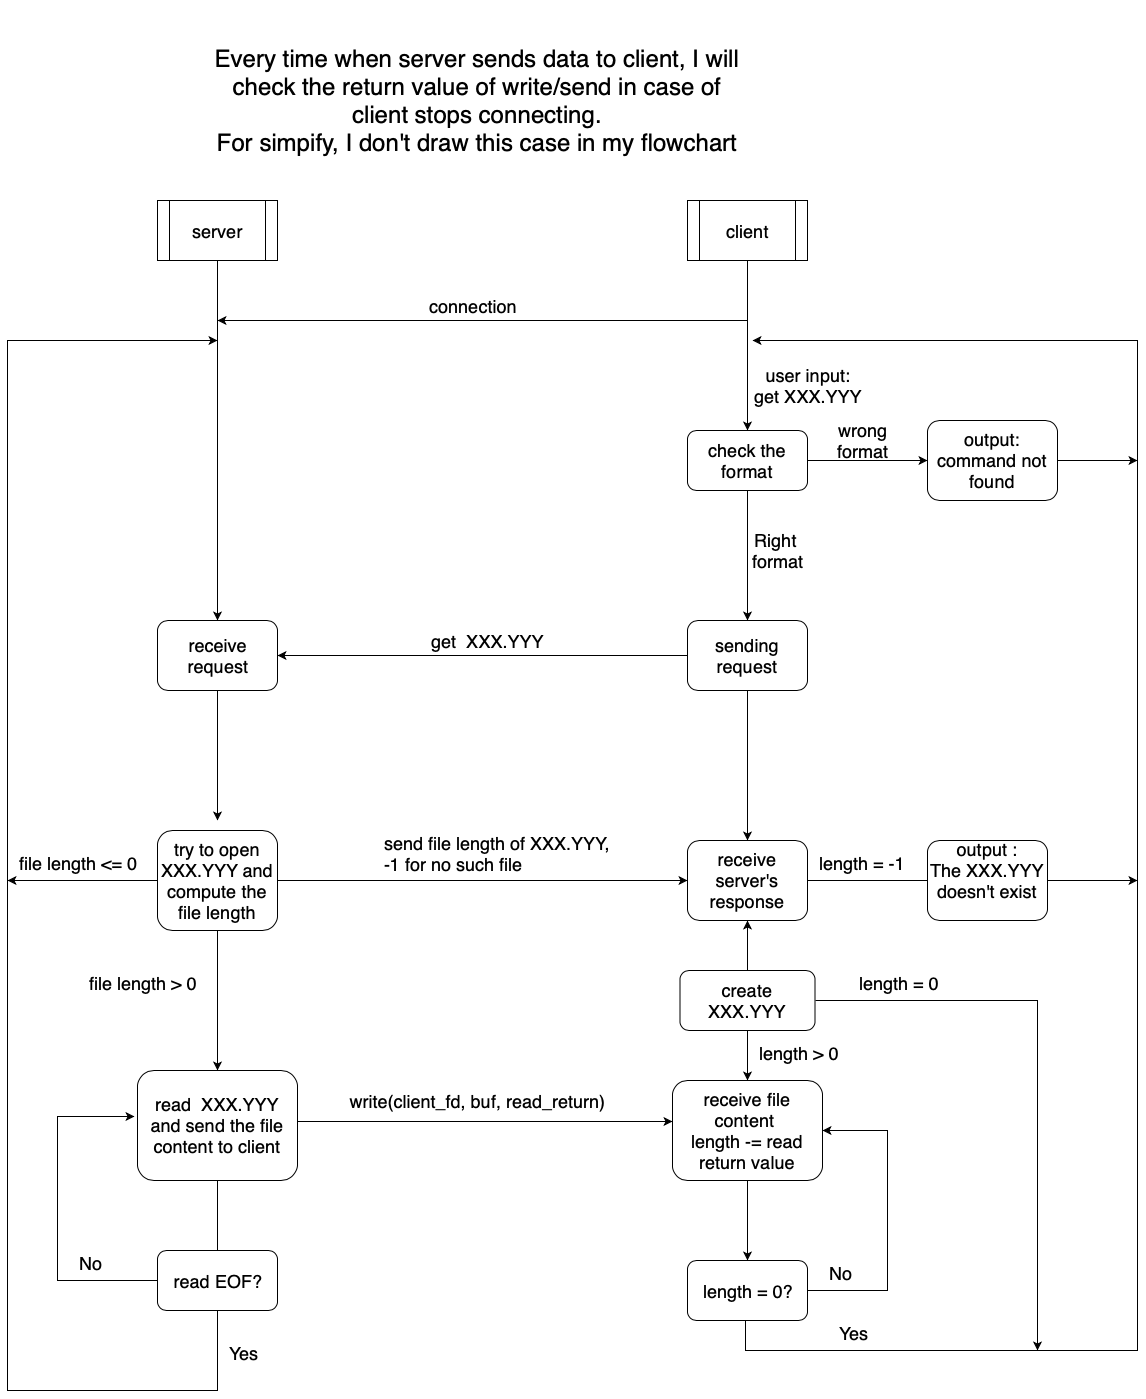 Every time when server sends data to client, I will
check the return value of write/send in case of
client stops connecting.
For simpify, I don't draw this case in my flowchart
server
client
connection
user input:
get XXX.YYY
check the
format
wrong
format
output:
command not
found
Right
format
receive
request
get  XXX.YYY
sending
request
file length <= 0
try to open
XXX.YYY and
compute the
file length
send file length of XXX.YYY,
-1 for no such file
receive
server's
response
length = -1
output :
The XXX.YYY
doesn't exist
file length > 0
create
XXX.YYY
length = 0
length > 0
read  XXX.YYY
and send the file
content to client
write(client_fd, buf, read_return)
receive file
content
length -= read
return value
No
read EOF?
length = 0?
No
Yes
Yes